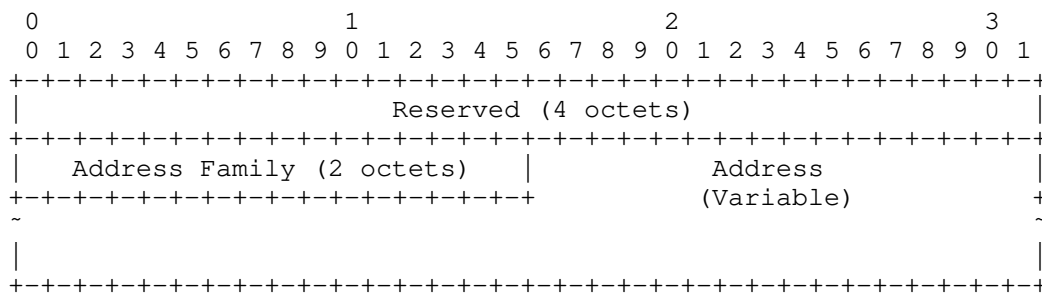 0                   1                   2                   3
 0 1 2 3 4 5 6 7 8 9 0 1 2 3 4 5 6 7 8 9 0 1 2 3 4 5 6 7 8 9 0 1
+-+-+-+-+-+-+-+-+-+-+-+-+-+-+-+-+-+-+-+-+-+-+-+-+-+-+-+-+-+-+-+-+
|                       Reserved (4 octets)                     |
+-+-+-+-+-+-+-+-+-+-+-+-+-+-+-+-+-+-+-+-+-+-+-+-+-+-+-+-+-+-+-+-+
|   Address Family (2 octets)   |           Address             |
+-+-+-+-+-+-+-+-+-+-+-+-+-+-+-+-+          (Variable)           +
~                                                               ~
|                                                               |
+-+-+-+-+-+-+-+-+-+-+-+-+-+-+-+-+-+-+-+-+-+-+-+-+-+-+-+-+-+-+-+-+